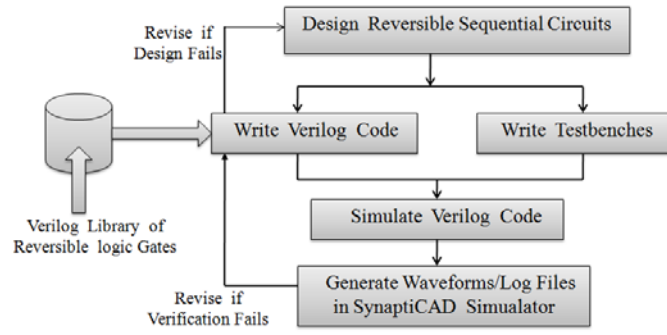 Revise if
Design Fails
Design Reversible Sequential Circuits
Write Verilog Code
Write Testbenches
Verilog Library of
Reversible logic Gates
Simulate Verilog Code
Revise if
Verification Fails
Generate Waveforms/Log Files
in SynaptiCAD Simualator